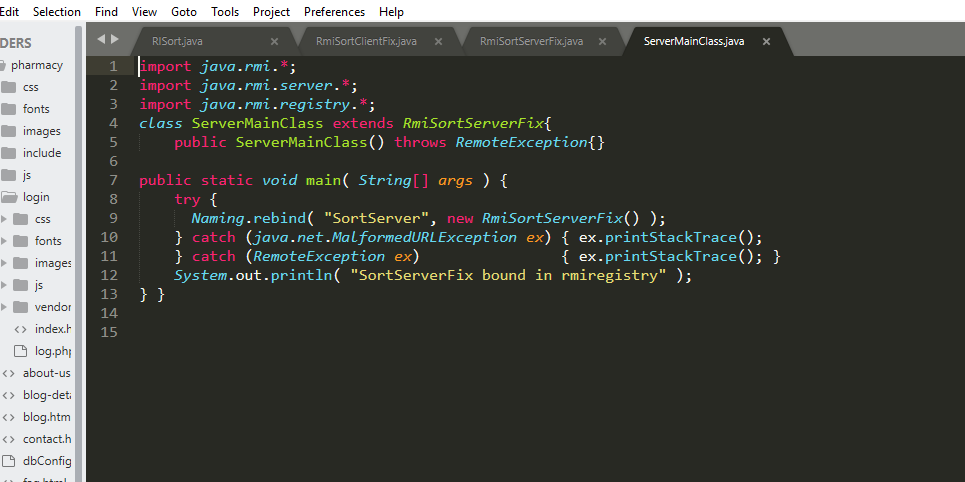 Edit Selection Find View Goto Tools Project Preferences Help
DERS
pharmacy
css
fonts
images
include
js
login
css
fonts
images
js
vendor
index.h
log.php
about-us
blog-deta
blog.htm
contact.h
dbConfig
RISort.java × RmiSortClientFix.java × RmiSortServerFix.java × ServerMainClass.java ×
1 import java.rmi.*;
2 import java.rmi.server.*;
3 import java.rmi.registry.*;
4 class ServerMainClass extends RmiSortServerFix{
5 public ServerMainClass() throws RemoteException{}
6
7 public static void main( String[] args ) {
8 try {
9 Naming.rebind( "SortServer", new RmiSortServerFix() );
10 } catch (java.net.MalformedURLException ex) { ex.printStackTrace();
11 } catch (RemoteException ex) { ex.printStackTrace(); }
12 System.out.println( "SortServerFix bound in rmiregistry" );
13 } }
14
15